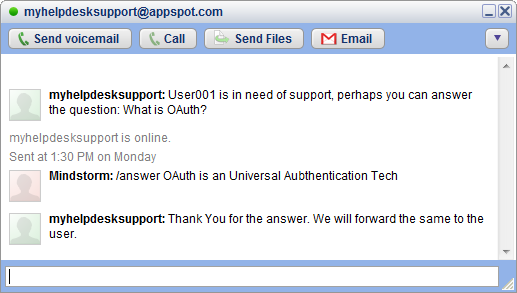 myhelpdesksupport@appspot.com
Send voicemail Call Send Files Email
myhelpdesksupport: User001 is in need of support, perhaps you can answer
the question: What is OAuth?
myhelpdesksupport is online.
Sent at 1:30 PM on Monday
Mindstorm: /answer OAuth is an Universal Aubthentication Tech
myhelpdesksupport: Thank You for the answer. We will forward the same to the
user.